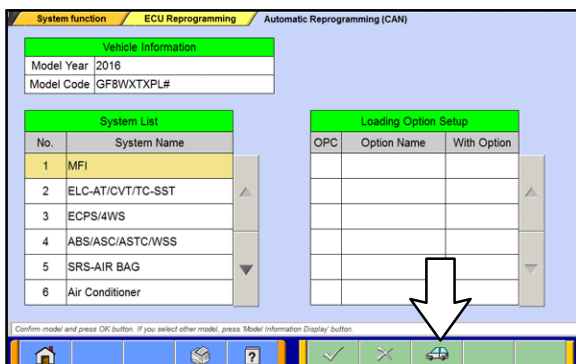 System function
ECU Reprogramming
Automatic Reprogramming (CAN)
Vehicle Information
Model Year 2016
Model Code GF8WXTXPL#
System List
No. System Name
1 MFI
2 ELC-AT/CVT/TC-SST
3 ECPS/4WS
4 ABS/ASC/ASTC/WSS
5 SRS-AIR BAG
6 Air Conditioner
Loading Option Setup
OPC Option Name With Option
Confirm model and press OK button. If you select other model, press 'Model Information Display' button.
?